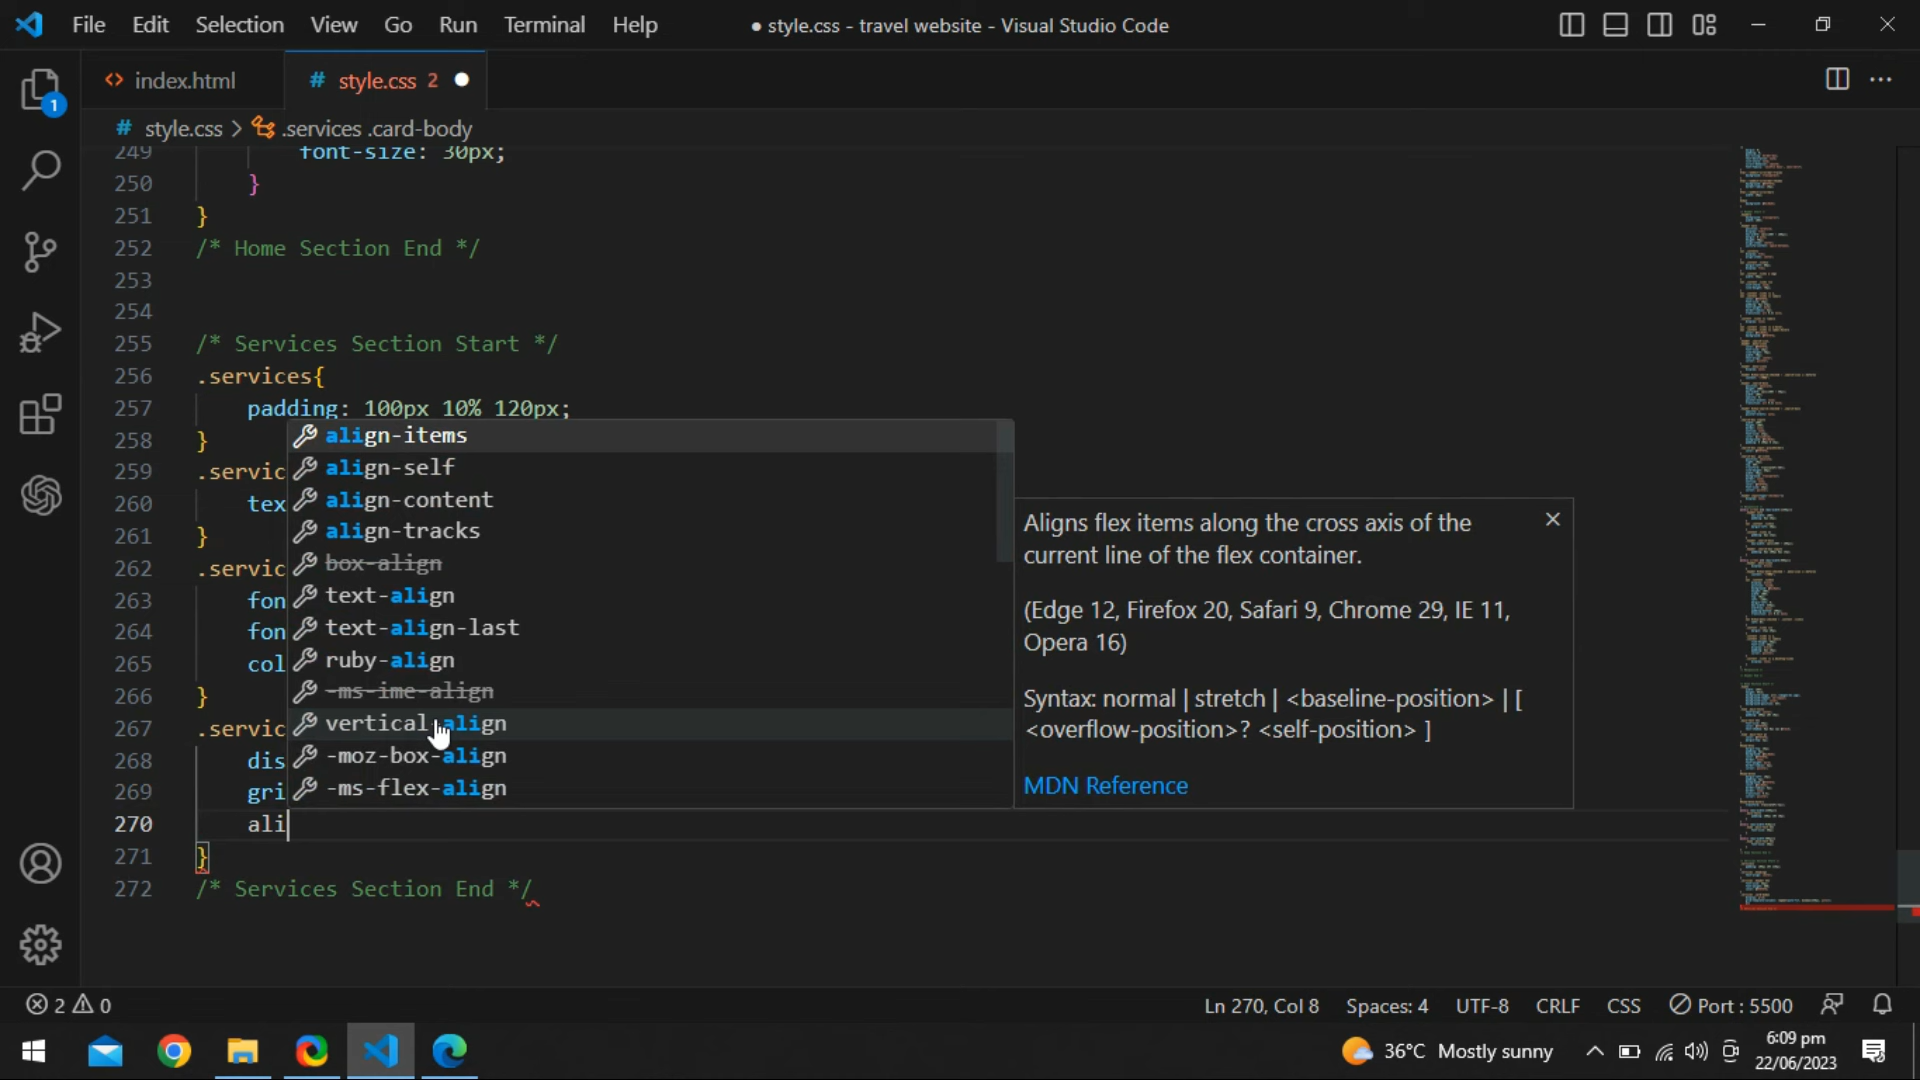 File Edit Selection View Go Run Terminal Help
● style.css - travel website - Visual Studio Code
index.html
# style.css 2
# style.css > .services .card-body
1
249 font-size: 30px;
250 }
251 }
252 /* Home Section End */
253
254
255 /* Services Section Start */
256 .services{
257 padding: 100px 10% 120px;
258 }
259 .servic
260 tex
261 }
262 .servic
263 fon
264 fon
265 col
266 }
267 .servic
268 dis
269 gri
270 ali
271 }
272 /* Services Section End */
align-items
align-self
align-content
align-tracks
box-align
text-align
text-align-last
ruby-align
-ms-ime-align
vertical-align
-moz-box-align
-ms-flex-align
Aligns flex items along the cross axis of the
current line of the flex container.
(Edge 12, Firefox 20, Safari 9, Chrome 29, IE 11,
Opera 16)
Syntax: normal | stretch | <baseline-position> | [
<overflow-position>? <self-position> ]
MDN Reference
2 0
Ln 270, Col 8 Spaces: 4 UTF-8 CRLF CSS Port : 5500
36°C Mostly sunny
6:09 pm
22/06/2023